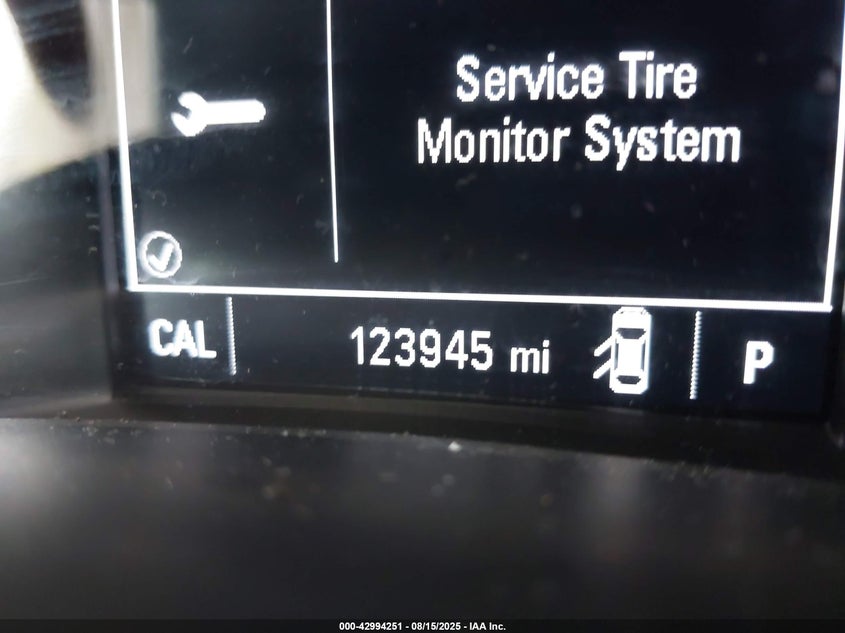 Service Tire
Monitor System
CAL
123945 mi
P
000-42994251 - 08/15/2025 - IAA Inc.